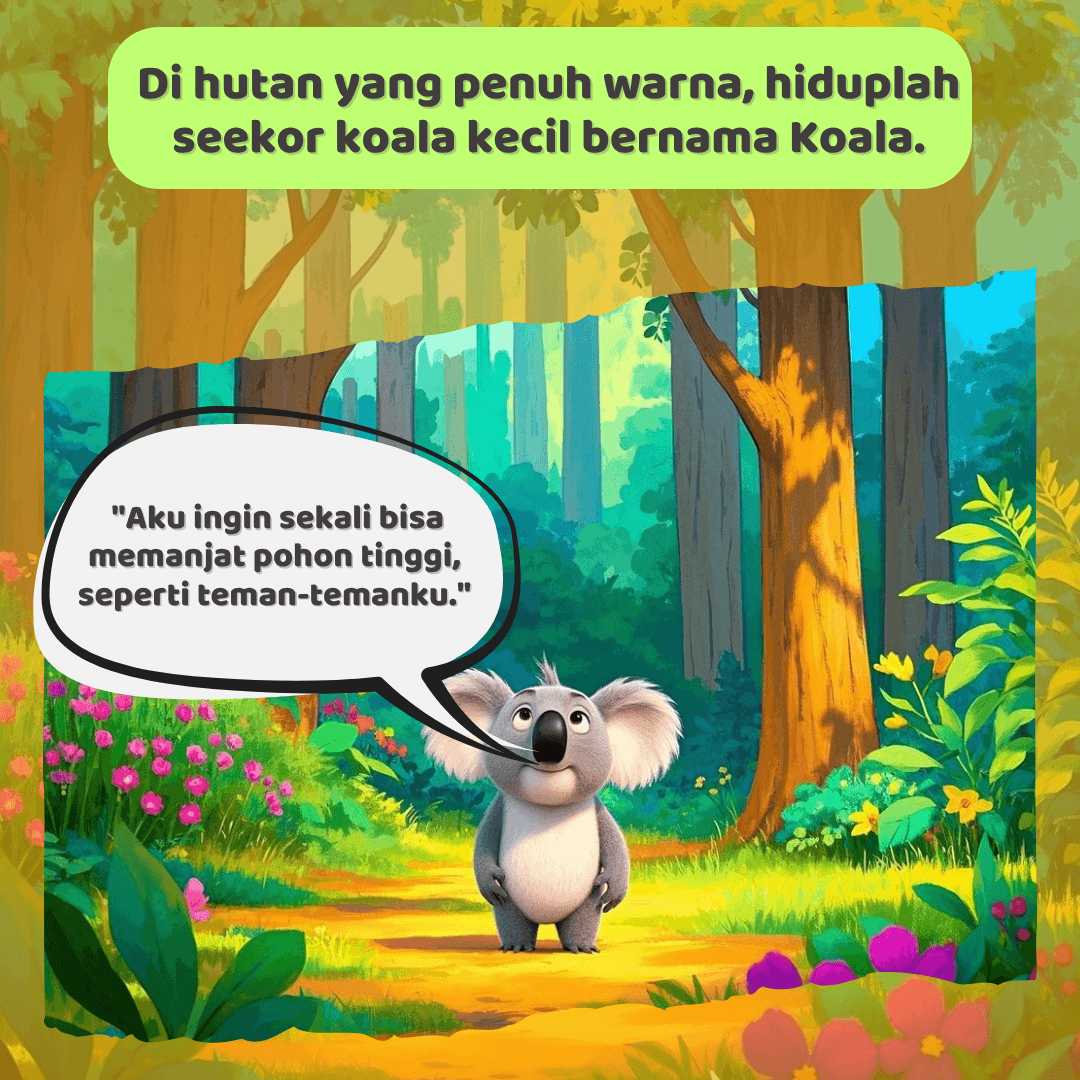 Di hutan yang penuh warna, hiduplah
seekor koala kecil bernama Koala.
"Aku ingin sekali bisa
memanjat pohon tinggi,
seperti teman-temanku."